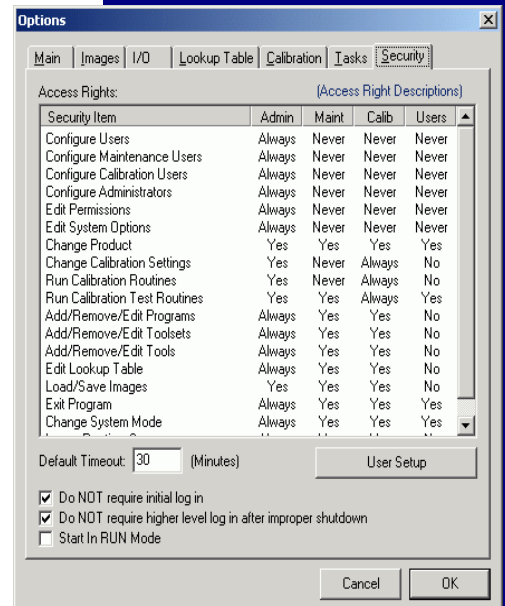 Options
Main Images I/O Lookup Table Calibration Tasks Security
Access Rights: (Access Right Descriptions)
Security Item Admin Maint Calib Users
Configure Users Always Never Never Never
Configure Maintenance Users Always Never Never Never
Configure Calibration Users Always Never Never Never
Configure Administrators Always Never Never Never
Edit Permissions Always Never Never Never
Edit System Options Always Never Never Never
Change Product Yes Yes Yes Yes
Change Calibration Settings Yes Never Always No
Run Calibration Routines Yes Never Always No
Run Calibration Test Routines Yes Yes Always Yes
Add/Remove/Edit Programs Always Yes Yes No
Add/Remove/Edit Toolsets Always Yes Yes No
Add/Remove/Edit Tools Always Yes Yes No
Edit Lookup Table Always Yes Yes No
Load/Save Images Yes Yes Yes No
Exit Program Always Yes Yes Yes
Change System Mode Always Yes Yes Yes
Default Timeout: 30 (Minutes) User Setup
Do NOT require initial log in
Do NOT require higher level log in after improper shutdown
Start In RUN Mode
Cancel OK